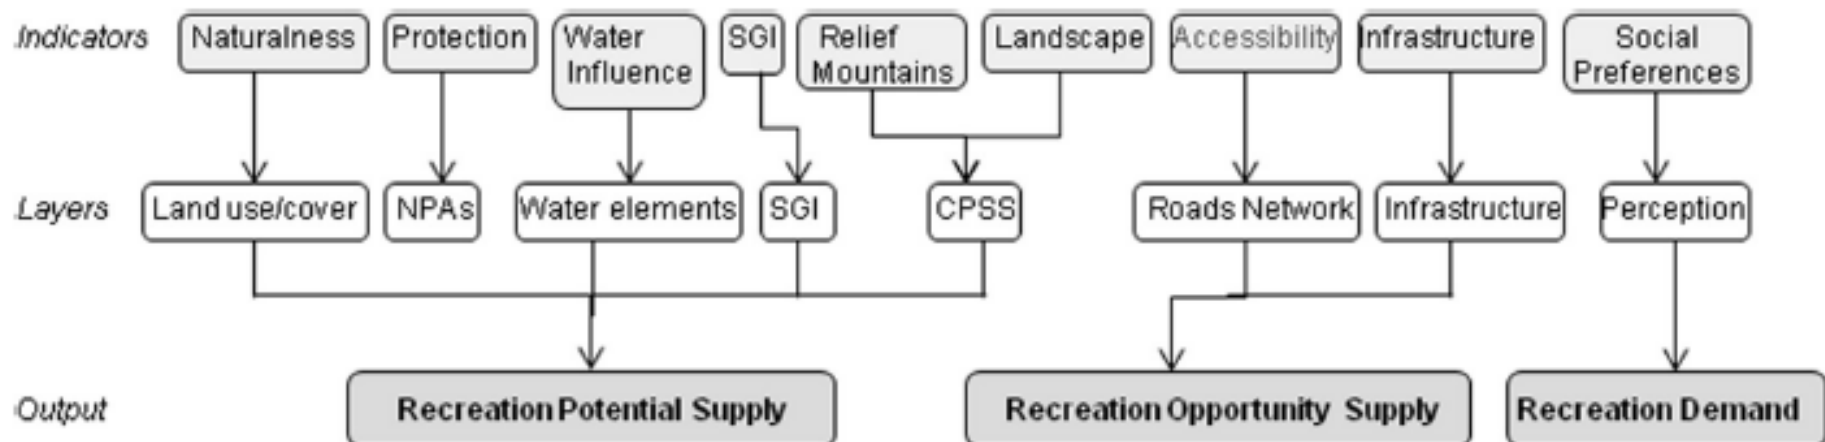 Indicators
Naturalness
Protection
Water
Influence
SGI
Relief
Mountains
Landscape
Accessibility
Infrastructure
Social
Preferences
Layers
Land use/cover
NPAs
Water elements
SGI
CPSS
Roads Network
Infrastructure
Perception
Output
Recreation Potential Supply
Recreation Opportunity Supply
Recreation Demand